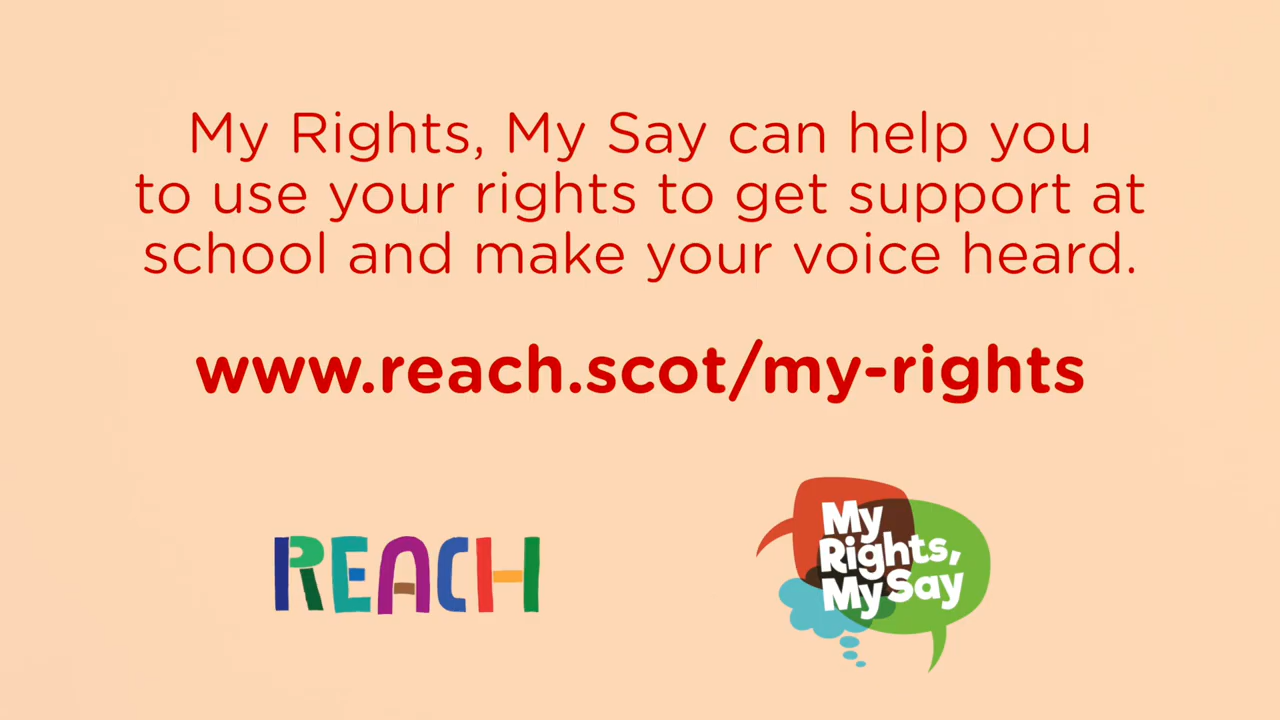 My Rights, My Say can help you
to use your rights to get support at
school and make your voice heard.
www.reach.scot/my-rights
REACH
My
Rights,
My Say